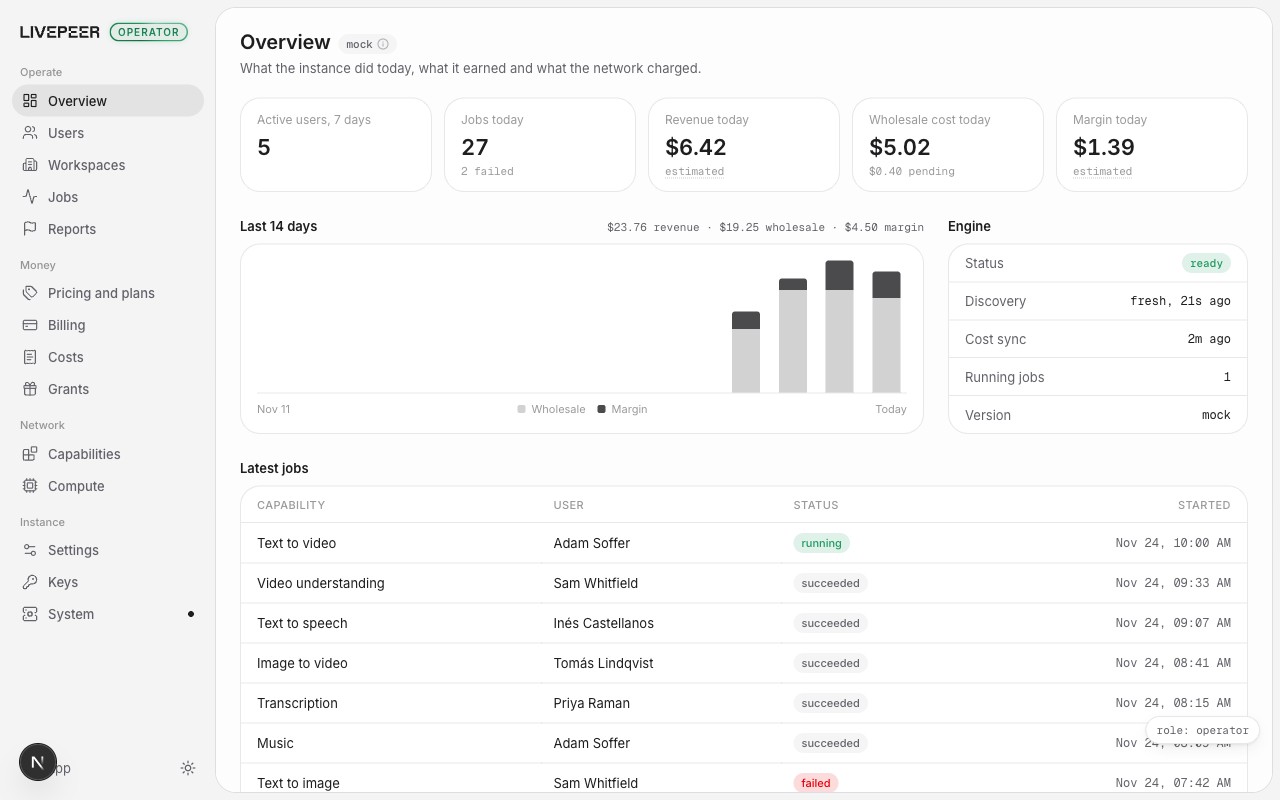 LIVEPEER OPERATOR
Operate
Overview
Users
Workspaces
Jobs
Reports
Money
Pricing and plans
Billing
Costs
Grants
Network
Capabilities
Compute
Instance
Settings
Keys
System
N
pp
Overview mock
What the instance did today, what it earned and what the network charged.
Active users, 7 days
5
Jobs today
27
2 failed
Revenue today
$6.42
estimated
Wholesale cost today
$5.02
$0.40 pending
Margin today
$1.39
estimated
Last 14 days $23.76 revenue · $19.25 wholesale · $4.50 margin
Nov 11 Wholesale Margin Today
Engine
Status ready
Discovery fresh, 21s ago
Cost sync 2m ago
Running jobs 1
Version mock
Latest jobs
CAPABILITY USER STATUS STARTED
Text to video Adam Soffer running Nov 24, 10:00 AM
Video understanding Sam Whitfield succeeded Nov 24, 09:33 AM
Text to speech Inés Castellanos succeeded Nov 24, 09:07 AM
Image to video Tomás Lindqvist succeeded Nov 24, 08:41 AM
Transcription Priya Raman succeeded Nov 24, 08:15 AM
role: operator
Music Adam Soffer succeeded Nov
Text to image Sam Whitfield failed Nov 24, 07:42 AM